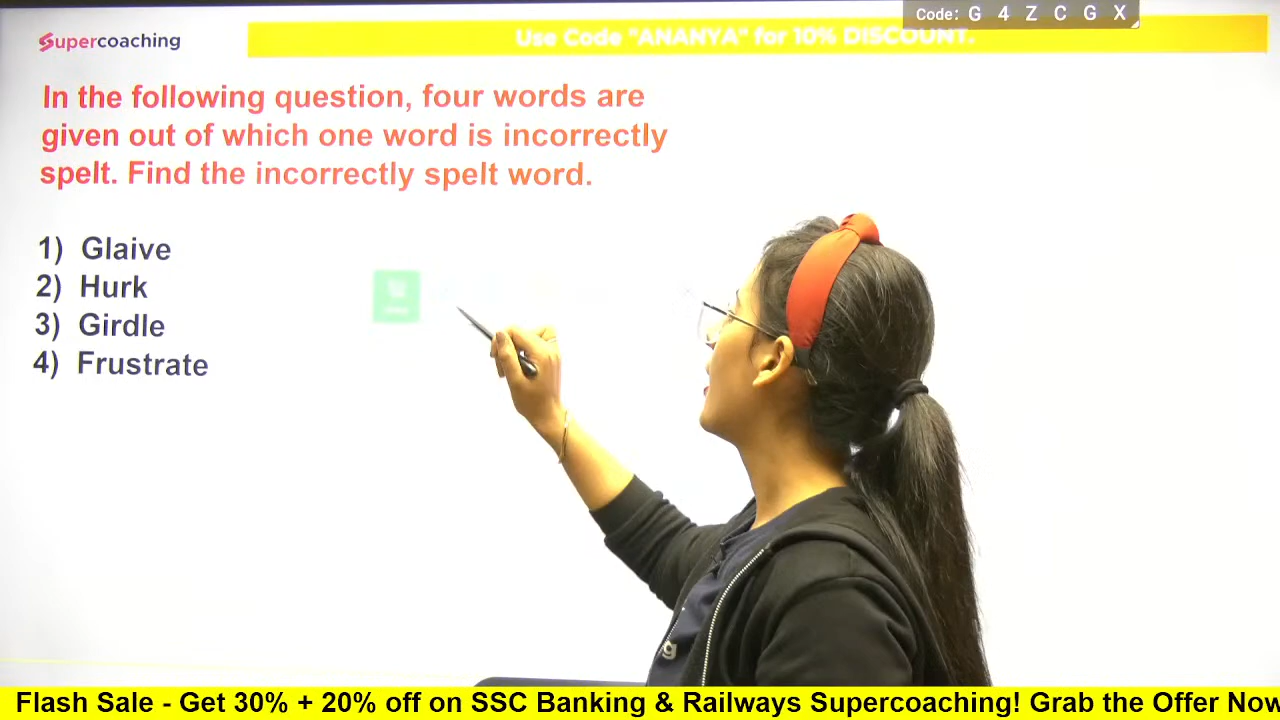 Code: G 4 Z C G X
Supercoaching
Use Code "ANANYA" for 10% DISCOUNT.
In the following question, four words are
given out of which one word is incorrectly
spelt. Find the incorrectly spelt word.
1) Glaive
2) Hurk
3) Girdle
4) Frustrate
Flash Sale - Get 30% + 20% off on SSC Banking & Railways Supercoaching! Grab the Offer Now